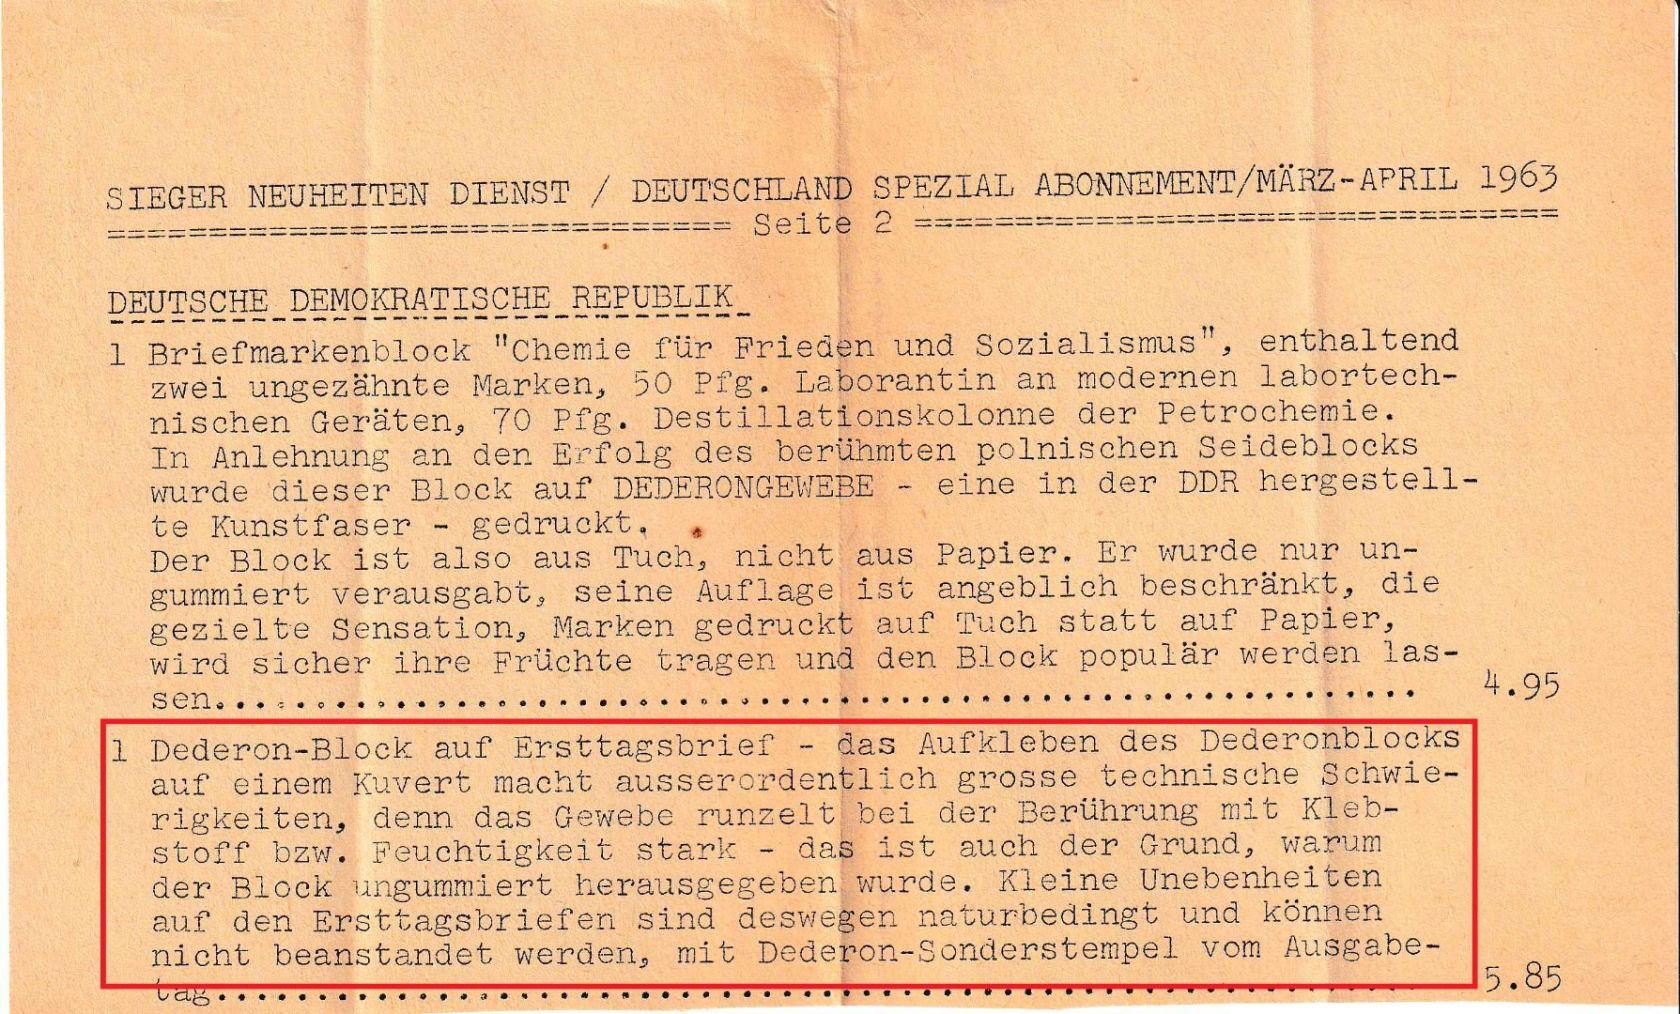 SIEGER NEUHEITEN DIENST / DEUTSCHLAND SPEZIAL ABONNEMENT/MÄRZ-APRIL 1963
=============================== Seite 2 ================================
DEUTSCHE DEMOKRATISCHE REPUBLIK
1 Briefmarkenblock "Chemie für Frieden und Sozialismus", enthaltend
zwei ungezähnte Marken, 50 Pfg. Laborantin an modernen labortech-
nischen Geräten, 70 Pfg. Destillationskolonne der Petrochemie.
In Anlehnung an den Erfolg des berühmten polnischen Seideblocks
wurde dieser Block auf DEDERONGEWEBE - eine in der DDR hergestell-
te Kunstfaser - gedruckt.
Der Block ist also aus Tuch, nicht aus Papier. Er wurde nur un-
gummiert verausgabt, seine Auflage ist angeblich beschränkt, die
gezielte Sensation, Marken gedruckt auf Tuch statt auf Papier,
wird sicher ihre Früchte tragen und den Block populär werden las-
sen............................................................ 4.95
1 Dederon-Block auf Ersttagsbrief - das Aufkleben des Dederonblocks
auf einem Kuvert macht ausserordentlich grosse technische Schwie-
rigkeiten, denn das Gewebe runzelt bei der Berührung mit Kleb-
stoff bzw. Feuchtigkeit stark - das ist auch der Grund, warum
der Block ungummiert herausgegeben wurde. Kleine Unebenheiten
auf den Ersttagsbriefen sind deswegen naturbedingt und können
nicht beanstandet werden, mit Dederon-Sonderstempel vom Ausgabe-
tag............................................................ 5.85